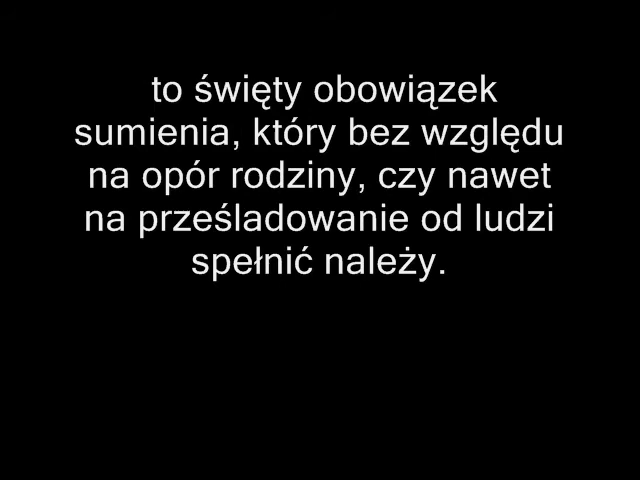 to święty obowiązek
sumienia, który bez względu
na opór rodziny, czy nawet
na prześladowanie od ludzi
spełnić należy.